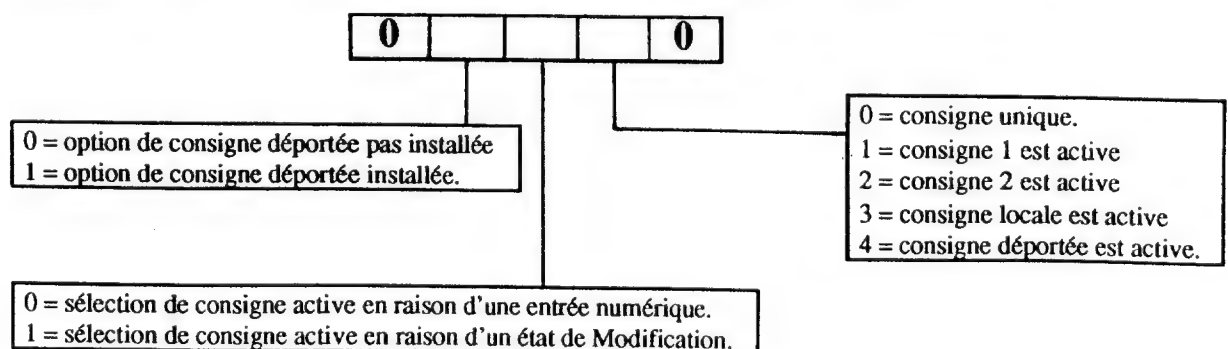 0 0
0 = option de consigne déportée pas installée
1 = option de consigne déportée installée.
0 = consigne unique.
1 = consigne 1 est active
2 = consigne 2 est active
3 = consigne locale est active
4 = consigne déportée est active.
0 = sélection de consigne active en raison d'une entrée numérique.
1 = sélection de consigne active en raison d'un état de Modification.